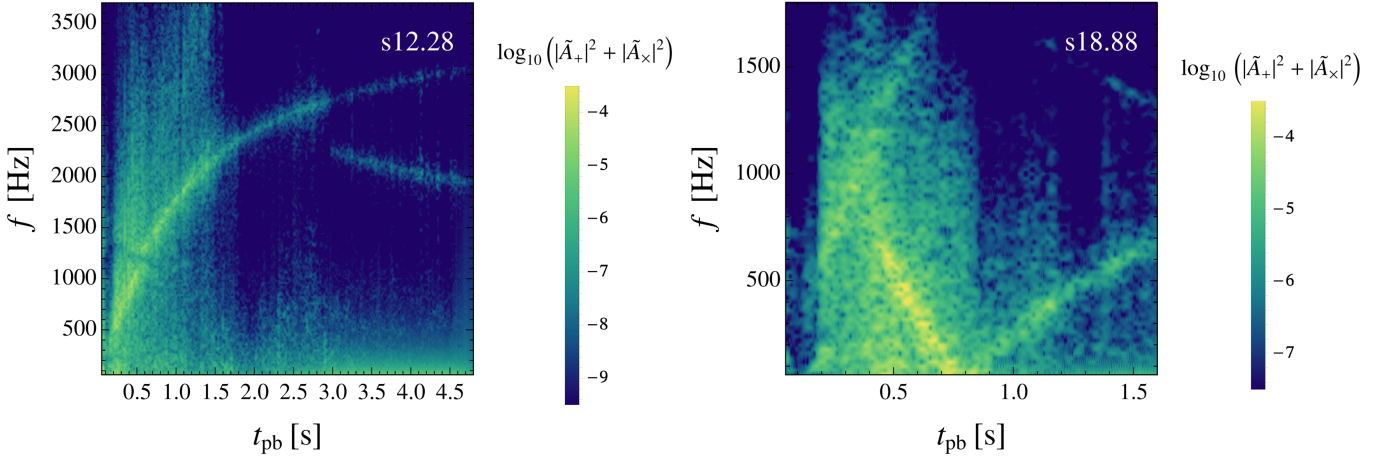 s12.28
3500
3000
2500
2000
1500
1000
500
f [Hz]
0.5 1.0 1.5 2.0 2.5 3.0 3.5 4.0 4.5
t_pb [s]
log₁₀(|Ã₊|² + |Ã×|²)
−4
−5
−6
−7
−8
−9
s18.88
1500
1000
500
f [Hz]
0.5 1.0 1.5
t_pb [s]
log₁₀ (|Ã₊|² + |Ã×|²)
−4
−5
−6
−7